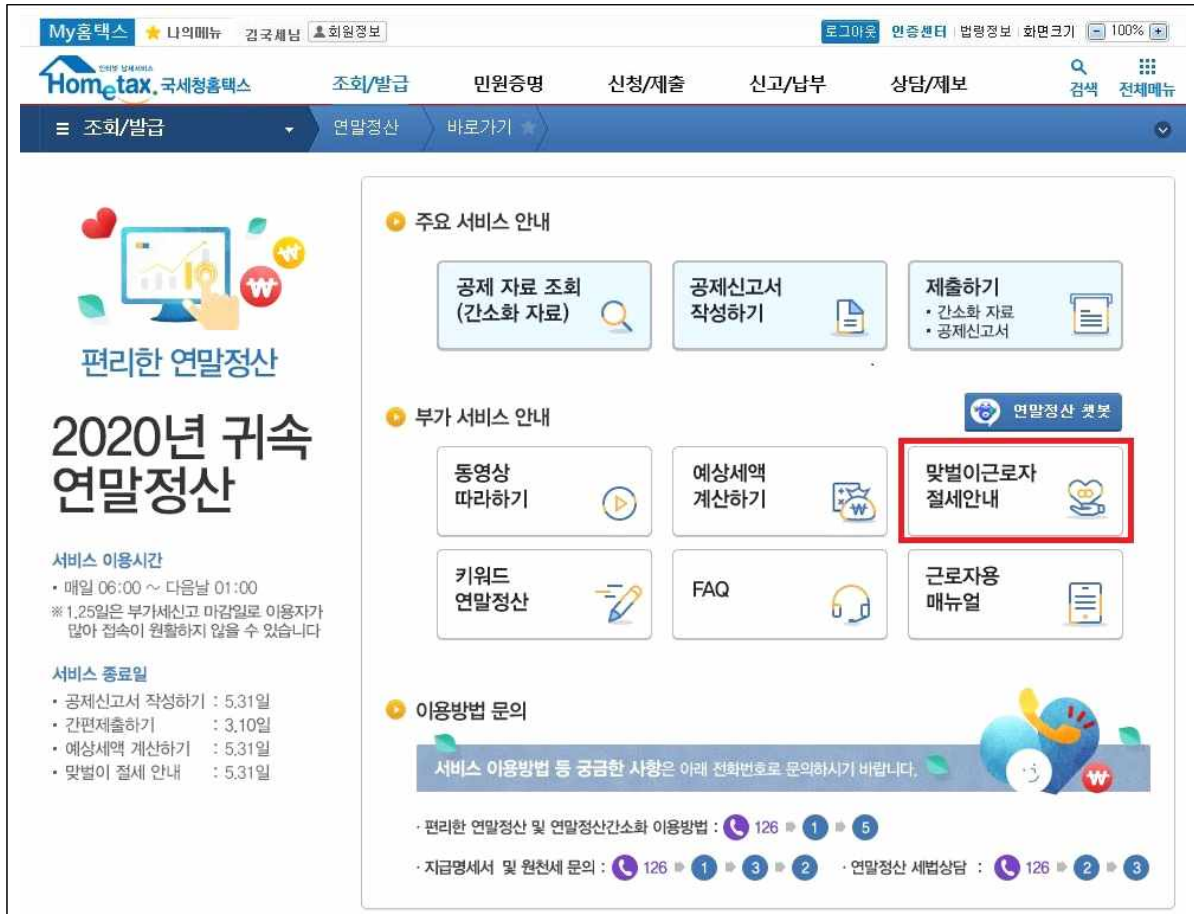 My홈택스 나의메뉴 김국세님 회원정보 로그아웃 인증센터 법령정보 화면크기 100%
Hometax. 국세청홈택스 조회/발급 민원증명 신청/제출 신고/납부 상담/제보 검색 전체메뉴
조회/발급 연말정산 바로가기
편리한 연말정산
2020년 귀속
연말정산
서비스 이용시간
• 매일 06:00 ~ 다음날 01:00
※ 1.25일은 부가세신고 마감일로 이용자가
많아 접속이 원활하지 않을 수 있습니다
서비스 종료일
• 공제신고서 작성하기 : 5.31일
• 간편제출하기 : 3.10일
• 예상세액 계산하기 : 5.31일
• 맞벌이 절세 안내 : 5.31일
주요 서비스 안내
공제 자료 조회
(간소화 자료)
공제신고서
작성하기
제출하기
• 간소화 자료
• 공제신고서
부가 서비스 안내
연말정산 챗봇
동영상
따라하기
예상세액
계산하기
맞벌이근로자
절세안내
키워드
연말정산
FAQ
근로자용
매뉴얼
이용방법 문의
서비스 이용방법 등 궁금한 사항은 아래 전화번호로 문의하시기 바랍니다.
· 편리한 연말정산 및 연말정산간소화 이용방법 : 126 1 5
· 지급명세서 및 원천세 문의 : 126 1 3 2 · 연말정산 세법상담 : 126 2 3